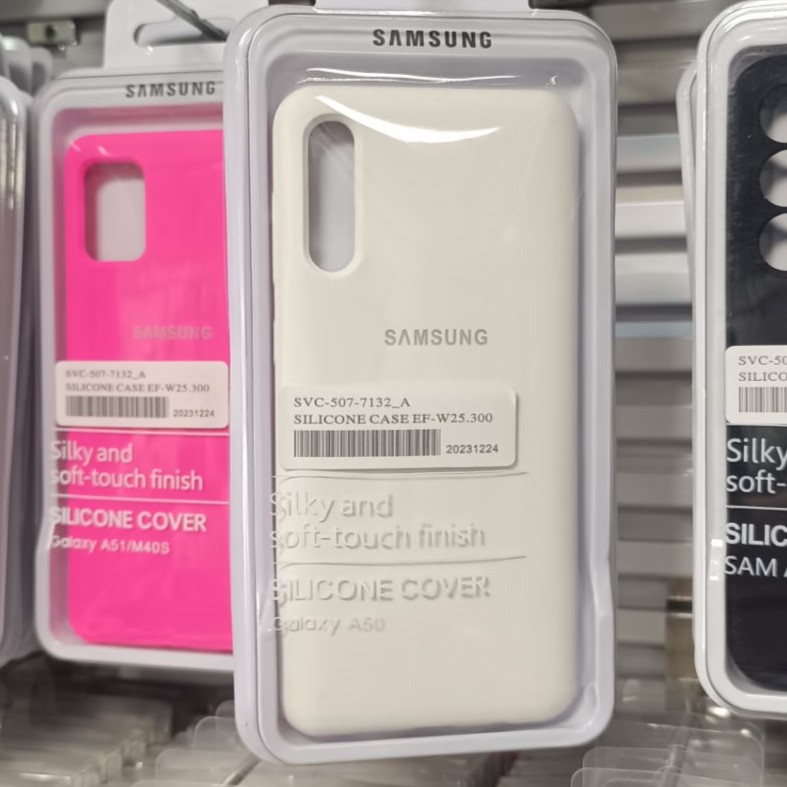 SAMSUNG
SAMSUNG
SVC-507-7132_A
SILICONE CASE EF-W25.300
20231224
Silky and
soft-touch finish
SILICONE COVER
Galaxy A51/M40S
SAMSUNG
SAMSUNG
SVC-507-7132_A
SILICONE CASE EF-W25.300
20231224
Silky and
soft-touch finish
SILICONE COVER
Galaxy A50
SVC-50
SILICO
Silky
soft-
SILIC
SAM A